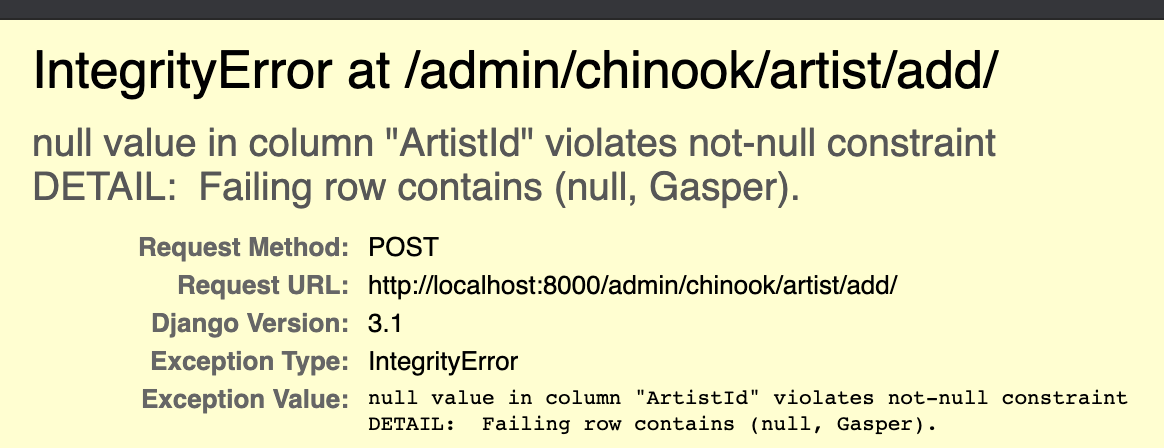 IntegrityError at /admin/chinook/artist/add/
null value in column "ArtistId" violates not-null constraint
DETAIL:  Failing row contains (null, Gasper).
Request Method: POST
Request URL: http://localhost:8000/admin/chinook/artist/add/
Django Version: 3.1
Exception Type: IntegrityError
Exception Value: null value in column "ArtistId" violates not-null constraint
DETAIL:  Failing row contains (null, Gasper).